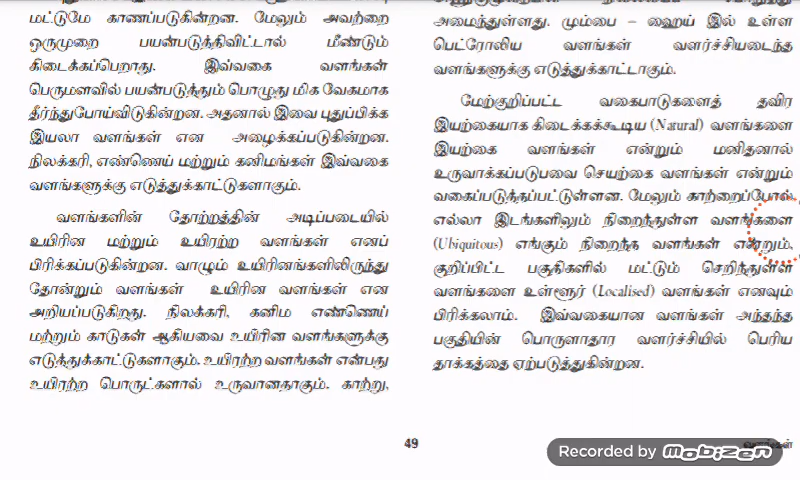 மட்டுமே காணப்படுகின்றன. மேலும் அவற்றை
ஒருமுறை பயன்படுத்திவிட்டால் மீண்டும்
கிடைக்கப்பெறாது. இவ்வகை வளங்கள்
பெருமளவில் பயன்படுத்தும் பொழுது மிக வேகமாக
தீர்ந்துபோய்விடுகின்றன. அதனால் இவை புதுப்பிக்க
இயலா வளங்கள் என அழைக்கப்படுகின்றன.
நிலக்கரி, எண்ணெய் மற்றும் கனிமங்கள் இவ்வகை
வளங்களுக்கு எடுத்துக்காட்டுகளாகும்.
வளங்களின் தோற்றத்தின் அடிப்படையில்
உயிரின மற்றும் உயிரற்ற வளங்கள் எனப்
பிரிக்கப்படுகின்றன. வாழும் உயிரினங்களிலிருந்து
தோன்றும் வளங்கள் உயிரின வளங்கள் என
அறியப்படுகிறது. நிலக்கரி, கனிம எண்ணெய்
மற்றும் காடுகள் ஆகியவை உயிரின வளங்களுக்கு
எடுத்துக்காட்டுகளாகும். உயிரற்ற வளங்கள் என்பது
உயிரற்ற பொருட்களால் உருவானதாகும். காற்று,
அமைந்துள்ளது. மும்பை – ஹைய் இல் உள்ள
பெட்ரோலிய வளங்கள் வளர்ச்சியடைந்த
வளங்களுக்கு எடுத்துக்காட்டாகும்.
மேற்குறிப்பட்ட வகைபாடுகளைத் தவிர
இயற்கையாக கிடைக்கக்கூடிய (Natural) வளங்களை
இயற்கை வளங்கள் என்றும் மனிதனால்
உருவாக்கப்படுபவை செயற்கை வளங்கள் என்றும்
வகைப்படுத்தப்பட்டுள்ளன. மேலும் காற்றைப்போல்
எல்லா இடங்களிலும் நிறைந்துள்ள வளங்களை
(Ubiquitous) எங்கும் நிறைந்த வளங்கள் என்றும்,
குறிப்பிட்ட பகுதிகளில் மட்டும் செறிந்துள்ள
வளங்களை உள்ளூர் (Localised) வளங்கள் எனவும்
பிரிக்கலாம். இவ்வகையான வளங்கள் அந்தந்த
பகுதியின் பொருளாதார வளர்ச்சியில் பெரிய
தாக்கத்தை ஏற்படுத்துகின்றன.
49
Recorded by mobizen